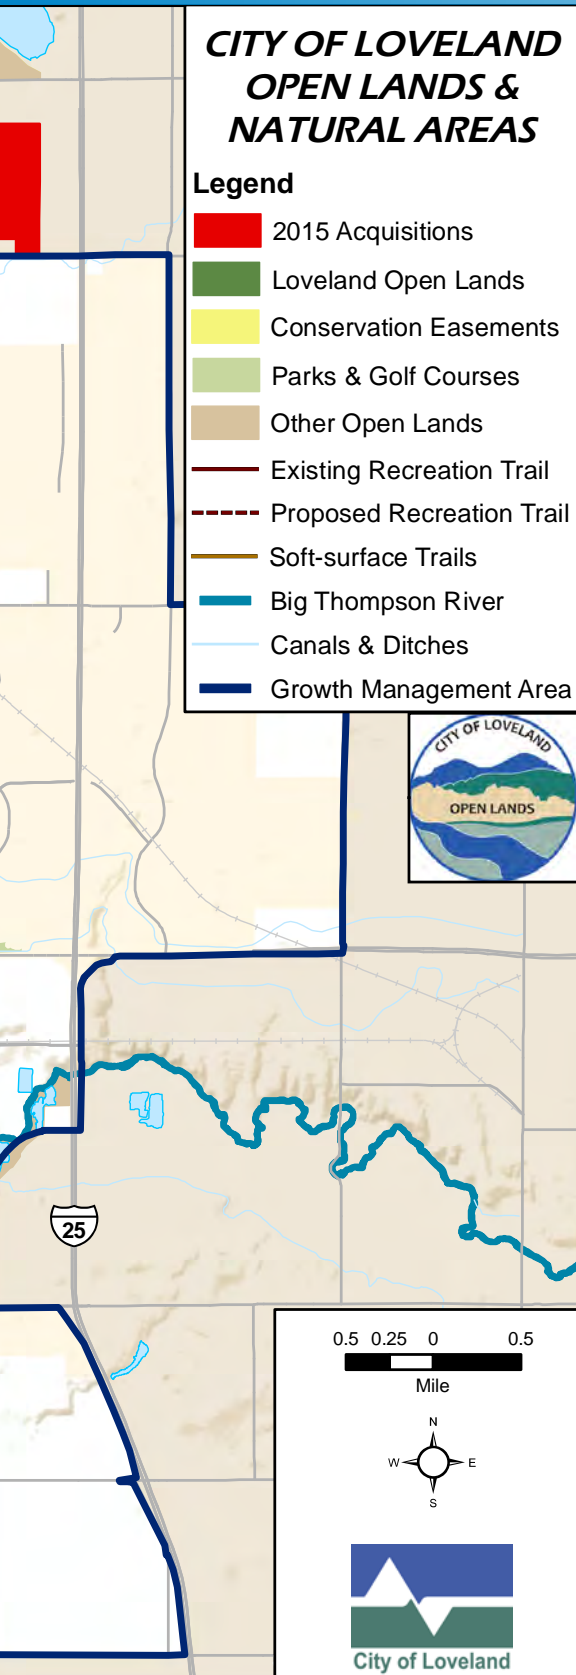 CITY OF LOVELAND
OPEN LANDS &
NATURAL AREAS
Legend
2015 Acquisitions
Loveland Open Lands
Conservation Easements
Parks & Golf Courses
Other Open Lands
Existing Recreation Trail
Proposed Recreation Trail
Soft-surface Trails
Big Thompson River
Canals & Ditches
Growth Management Area
CITY OF LOVELAND
OPEN LANDS
25
0.5 0.25 0 0.5
Mile
N
W E
S
City of Loveland